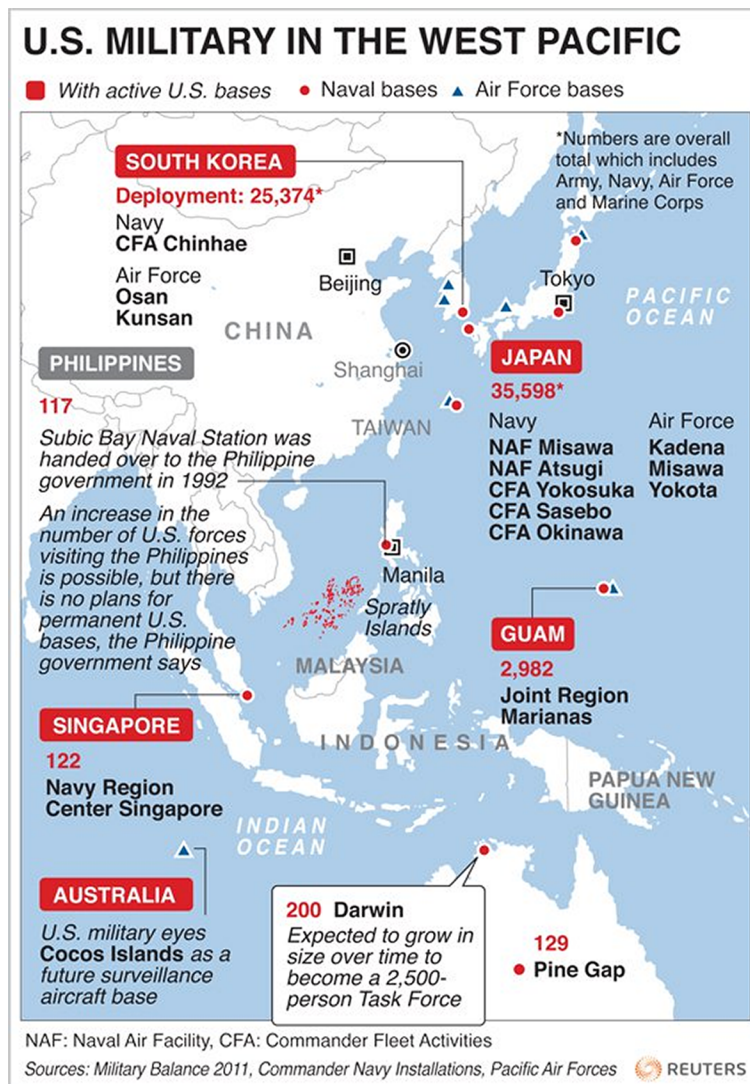 U.S. MILITARY IN THE WEST PACIFIC
With active U.S. bases
Naval bases
Air Force bases
*Numbers are overall
total which includes
Army, Navy, Air Force
and Marine Corps
SOUTH KOREA
Deployment: 25,374*
Navy
CFA Chinhae
Air Force
Osan
Kunsan
Beijing
CHINA
Shanghai
TAIWAN
Tokyo
PACIFIC
OCEAN
JAPAN
35,598*
Navy
NAF Misawa
NAF Atsugi
CFA Yokosuka
CFA Sasebo
CFA Okinawa
Air Force
Kadena
Misawa
Yokota
PHILIPPINES
117
Subic Bay Naval Station was
handed over to the Philippine
government in 1992
An increase in the
number of U.S. forces
visiting the Philippines
is possible, but there
is no plans for
permanent U.S.
bases, the Philippine
government says
Manila
Spratly
Islands
MALAYSIA
GUAM
2,982
Joint Region
Marianas
SINGAPORE
122
Navy Region
Center Singapore
INDONESIA
PAPUA NEW
GUINEA
INDIAN
OCEAN
AUSTRALIA
U.S. military eyes
Cocos Islands as a
future surveillance
aircraft base
200 Darwin
Expected to grow in
size over time to
become a 2,500-
person Task Force
129
Pine Gap
NAF: Naval Air Facility, CFA: Commander Fleet Activities
Sources: Military Balance 2011, Commander Navy Installations, Pacific Air Forces
REUTERS